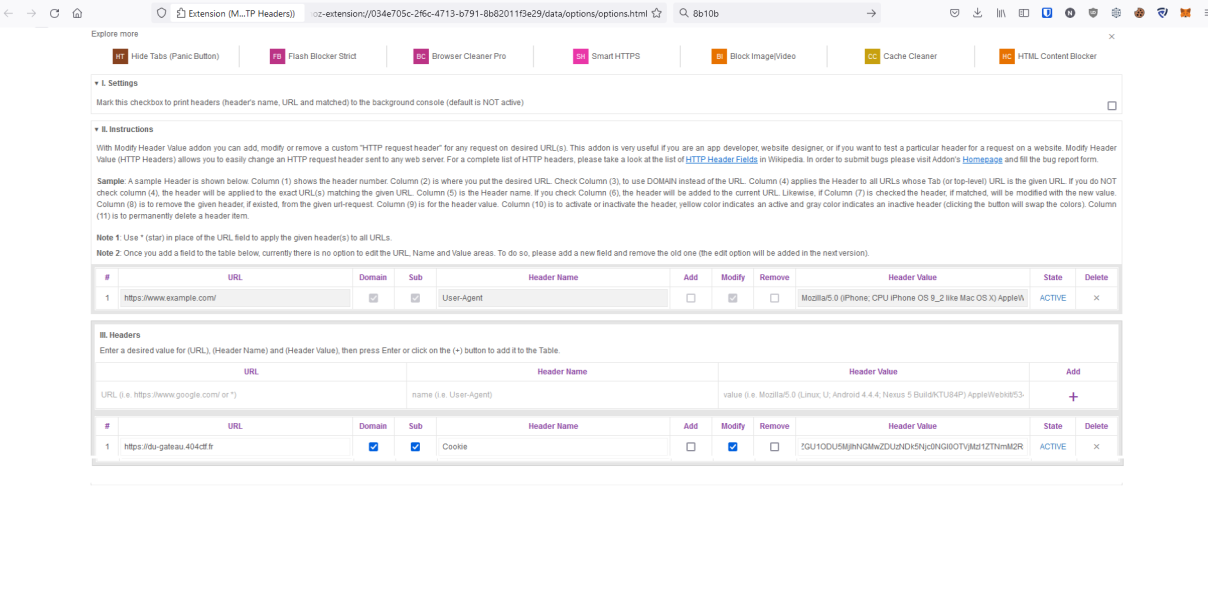 Extension (M...TP Headers))
oz-extension://034e705c-2f6c-4713-b791-8b82011f3e29/data/options/options.html
8b10b
Explore more
×
HT Hide Tabs (Panic Button)
FB Flash Blocker Strict
BC Browser Cleaner Pro
SH Smart HTTPS
BI Block Image|Video
CC Cache Cleaner
HC HTML Content Blocker
▾ I. Settings
Mark this checkbox to print headers (header's name, URL and matched) to the background console (default is NOT active)
▾ II. Instructions
With Modify Header Value addon you can add, modify or remove a custom "HTTP request header" for any request on desired URL(s). This addon is very useful if you are an app developer, website designer, or if you want to test a particular header for a request on a website. Modify Header
Value (HTTP Headers) allows you to easily change an HTTP request header sent to any web server. For a complete list of HTTP headers, please take a look at the list of HTTP Header Fields in Wikipedia. In order to submit bugs please visit Addon's Homepage and fill the bug report form.
Sample: A sample Header is shown below. Column (1) shows the header number. Column (2) is where you put the desired URL. Check Column (3), to use DOMAIN instead of the URL. Column (4) applies the Header to all URLs whose Tab (or top-level) URL is the given URL. If you do NOT
check column (4), the header will be applied to the exact URL(s) matching the given URL. Column (5) is the Header name. If you check Column (6), the header will be added to the current URL. Likewise, if Column (7) is checked the header, if matched, will be modified with the new value.
Column (8) is to remove the given header, if existed, from the given url-request. Column (9) is for the header value. Column (10) is to activate or inactivate the header, yellow color indicates an active and gray color indicates an inactive header (clicking the button will swap the colors). Column
(11) is to permanently delete a header item.
Note 1: Use * (star) in place of the URL field to apply the given header(s) to all URLs.
Note 2: Once you add a field to the table below, currently there is no option to edit the URL, Name and Value areas. To do so, please add a new field and remove the old one (the edit option will be added in the next version).
# URL Domain Sub Header Name Add Modify Remove Header Value State Delete
1 https://www.example.com/ User-Agent Mozilla/5.0 (iPhone; CPU iPhone OS 9_2 like Mac OS X) AppleW ACTIVE ×
III. Headers
Enter a desired value for (URL), (Header Name) and (Header Value), then press Enter or click on the (+) button to add it to the Table.
URL Header Name Header Value Add
URL (i.e. https://www.google.com/ or *) name (i.e. User-Agent) value (i.e. Mozilla/5.0 (Linux; U; Android 4.4.4; Nexus 5 Build/KTU84P) AppleWebkit/53 +
# URL Domain Sub Header Name Add Modify Remove Header Value State Delete
1 https://du-gateau.404ctf.fr Cookie ACTIVE ×